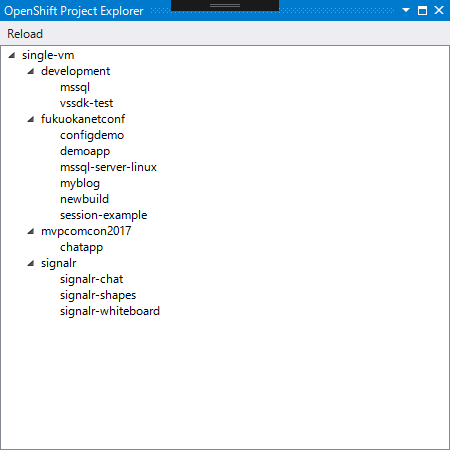 OpenShift Project Explorer
Reload
single-vm
development
mssql
vssdk-test
fukuokanetconf
configdemo
demoapp
mssql-server-linux
myblog
newbuild
session-example
mvpcomcon2017
chatapp
signalr
signalr-chat
signalr-shapes
signalr-whiteboard